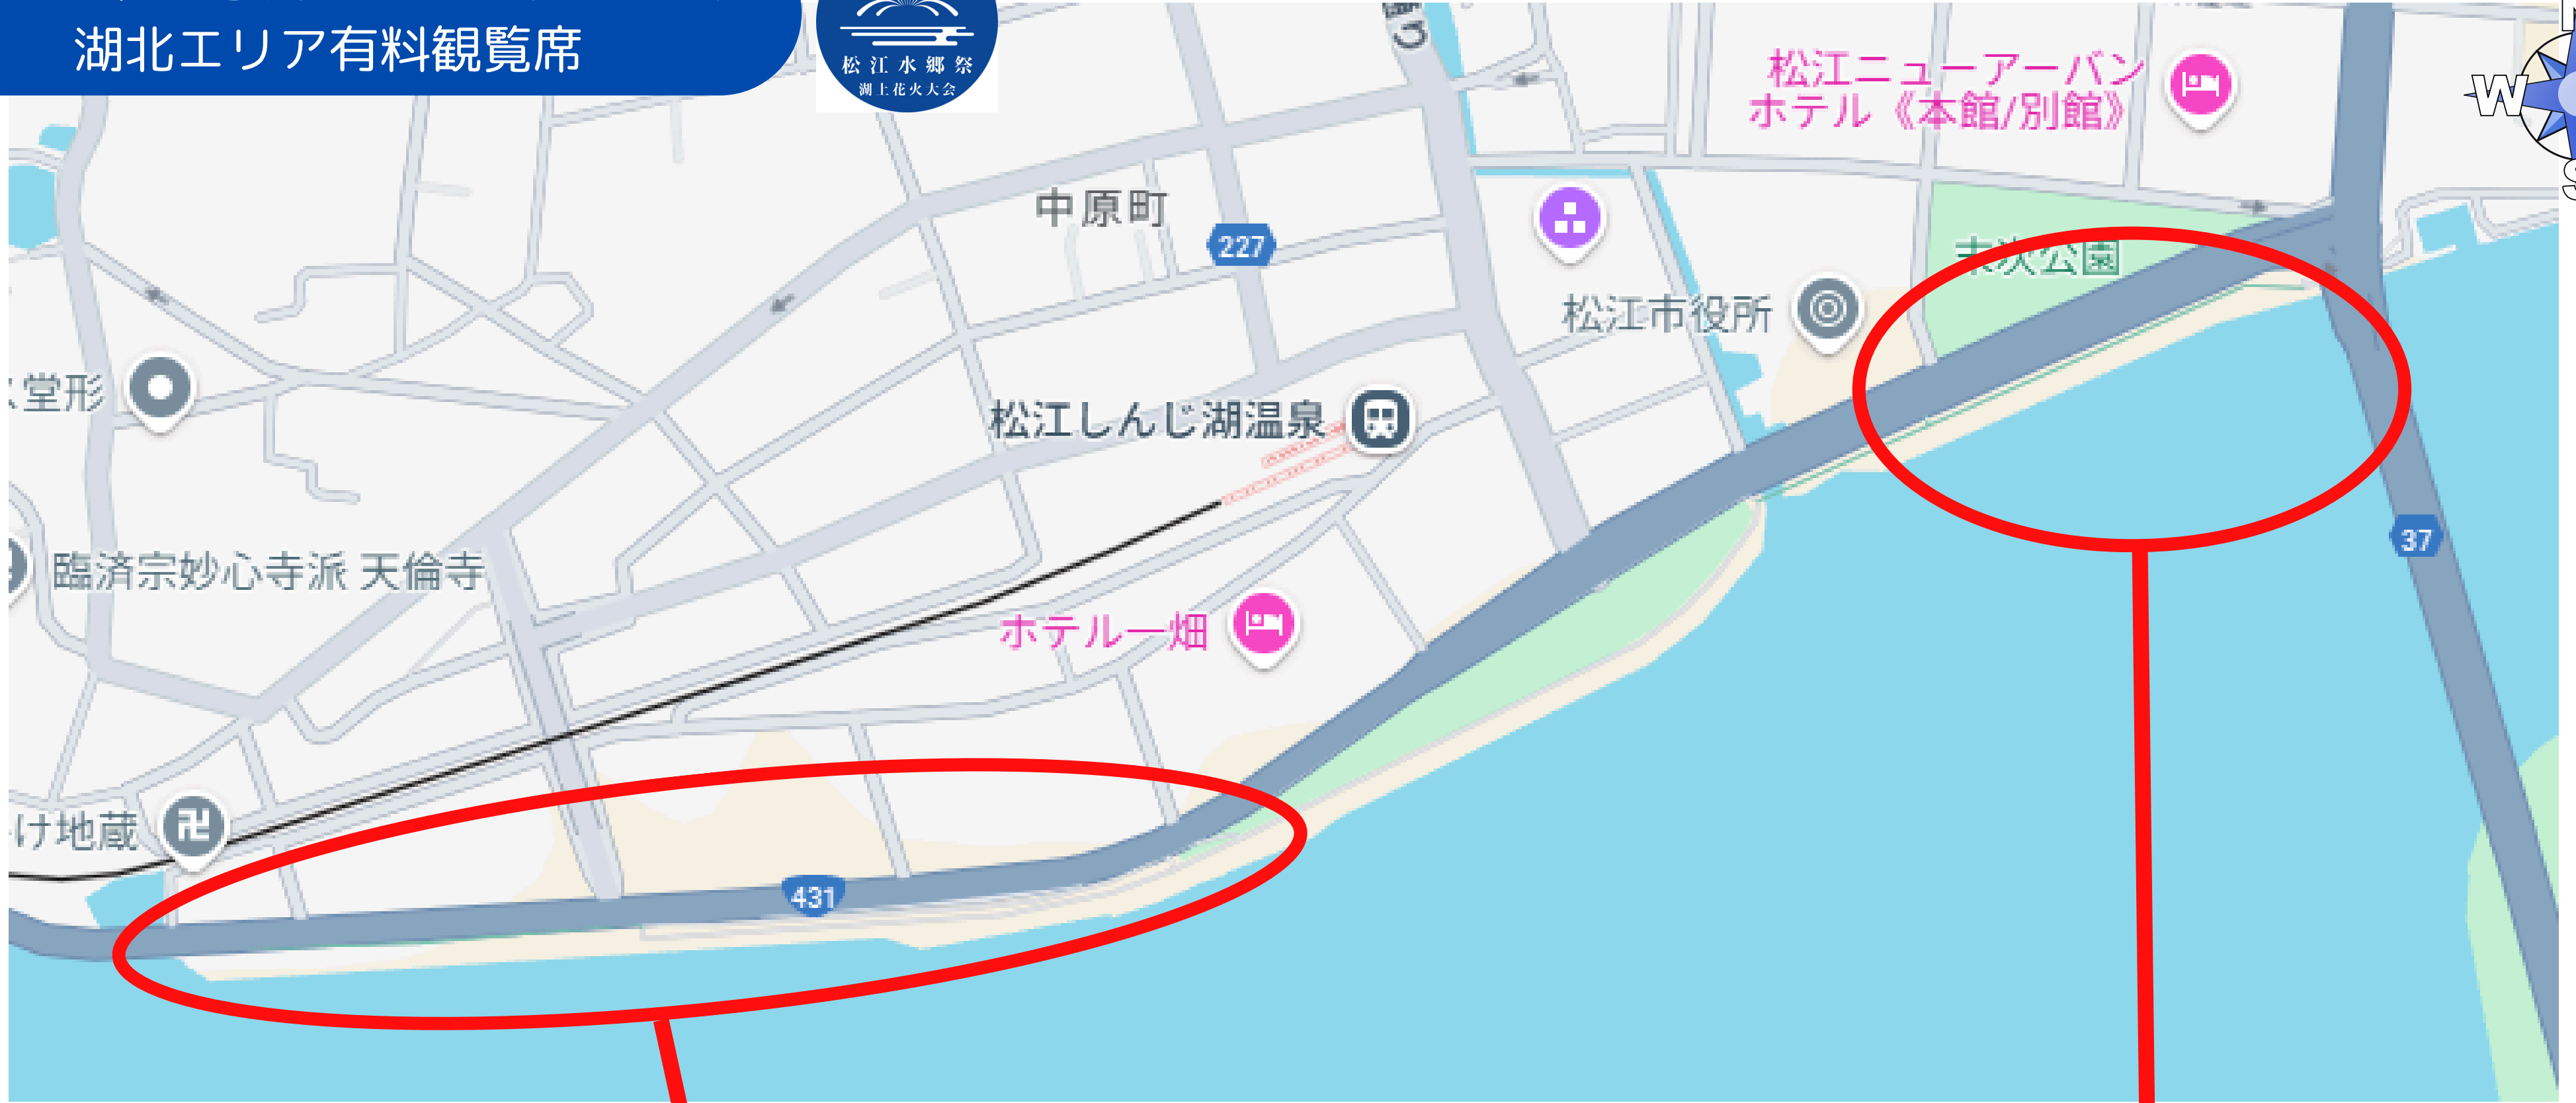 湖北エリア有料観覧席
松江水郷祭
湖上花火大会
通り
松江ニューアーバン
ホテル《本館/別館》
W
S
中原町
227
末次公園
松江市役所
堂形
松江しんじ湖温泉
37
臨済宗妙心寺派 天倫寺
ホテル一畑
け地蔵
卍
431